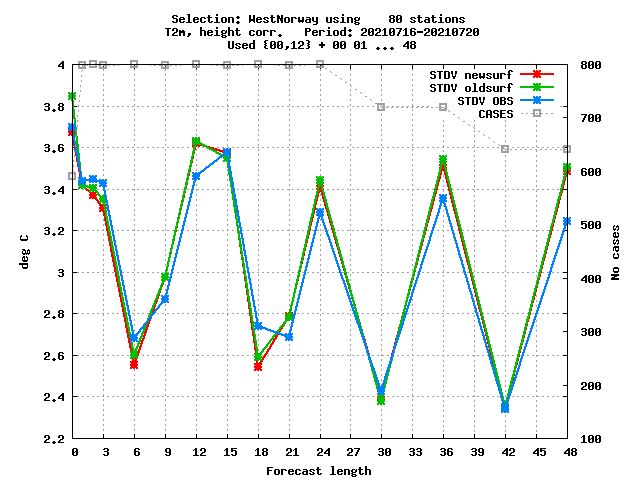 Selection: WestNorway using    80 stations
T2m, height corr.   Period: 20210716-20210720
Used {00,12} + 00 01 ... 48
STDV newsurf
STDV oldsurf
STDV OBS
CASES
deg C
4
3,8
3,6
3,4
3,2
3
2,8
2,6
2,4
2,2
800
700
600
500
400
300
200
100
No cases
0 3 6 9 12 15 18 21 24 27 30 33 36 39 42 45 48
Forecast length